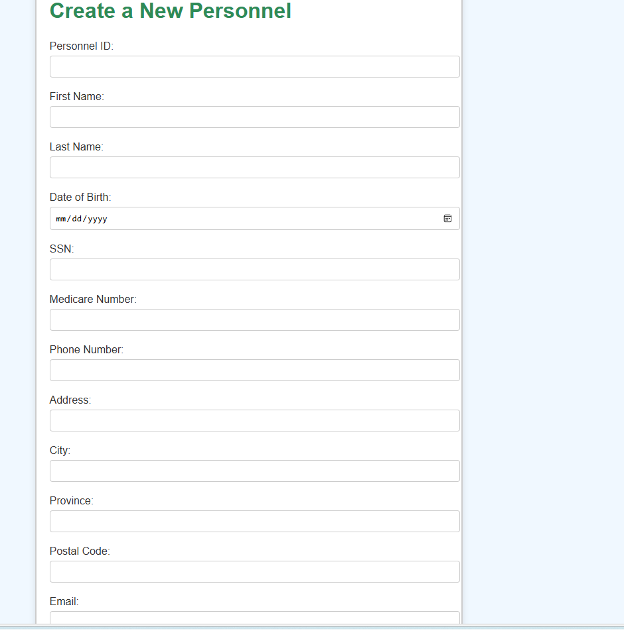 Create a New Personnel
Personnel ID:
First Name:
Last Name:
Date of Birth:
mm/dd/yyyy
SSN:
Medicare Number:
Phone Number:
Address:
City:
Province:
Postal Code:
Email: